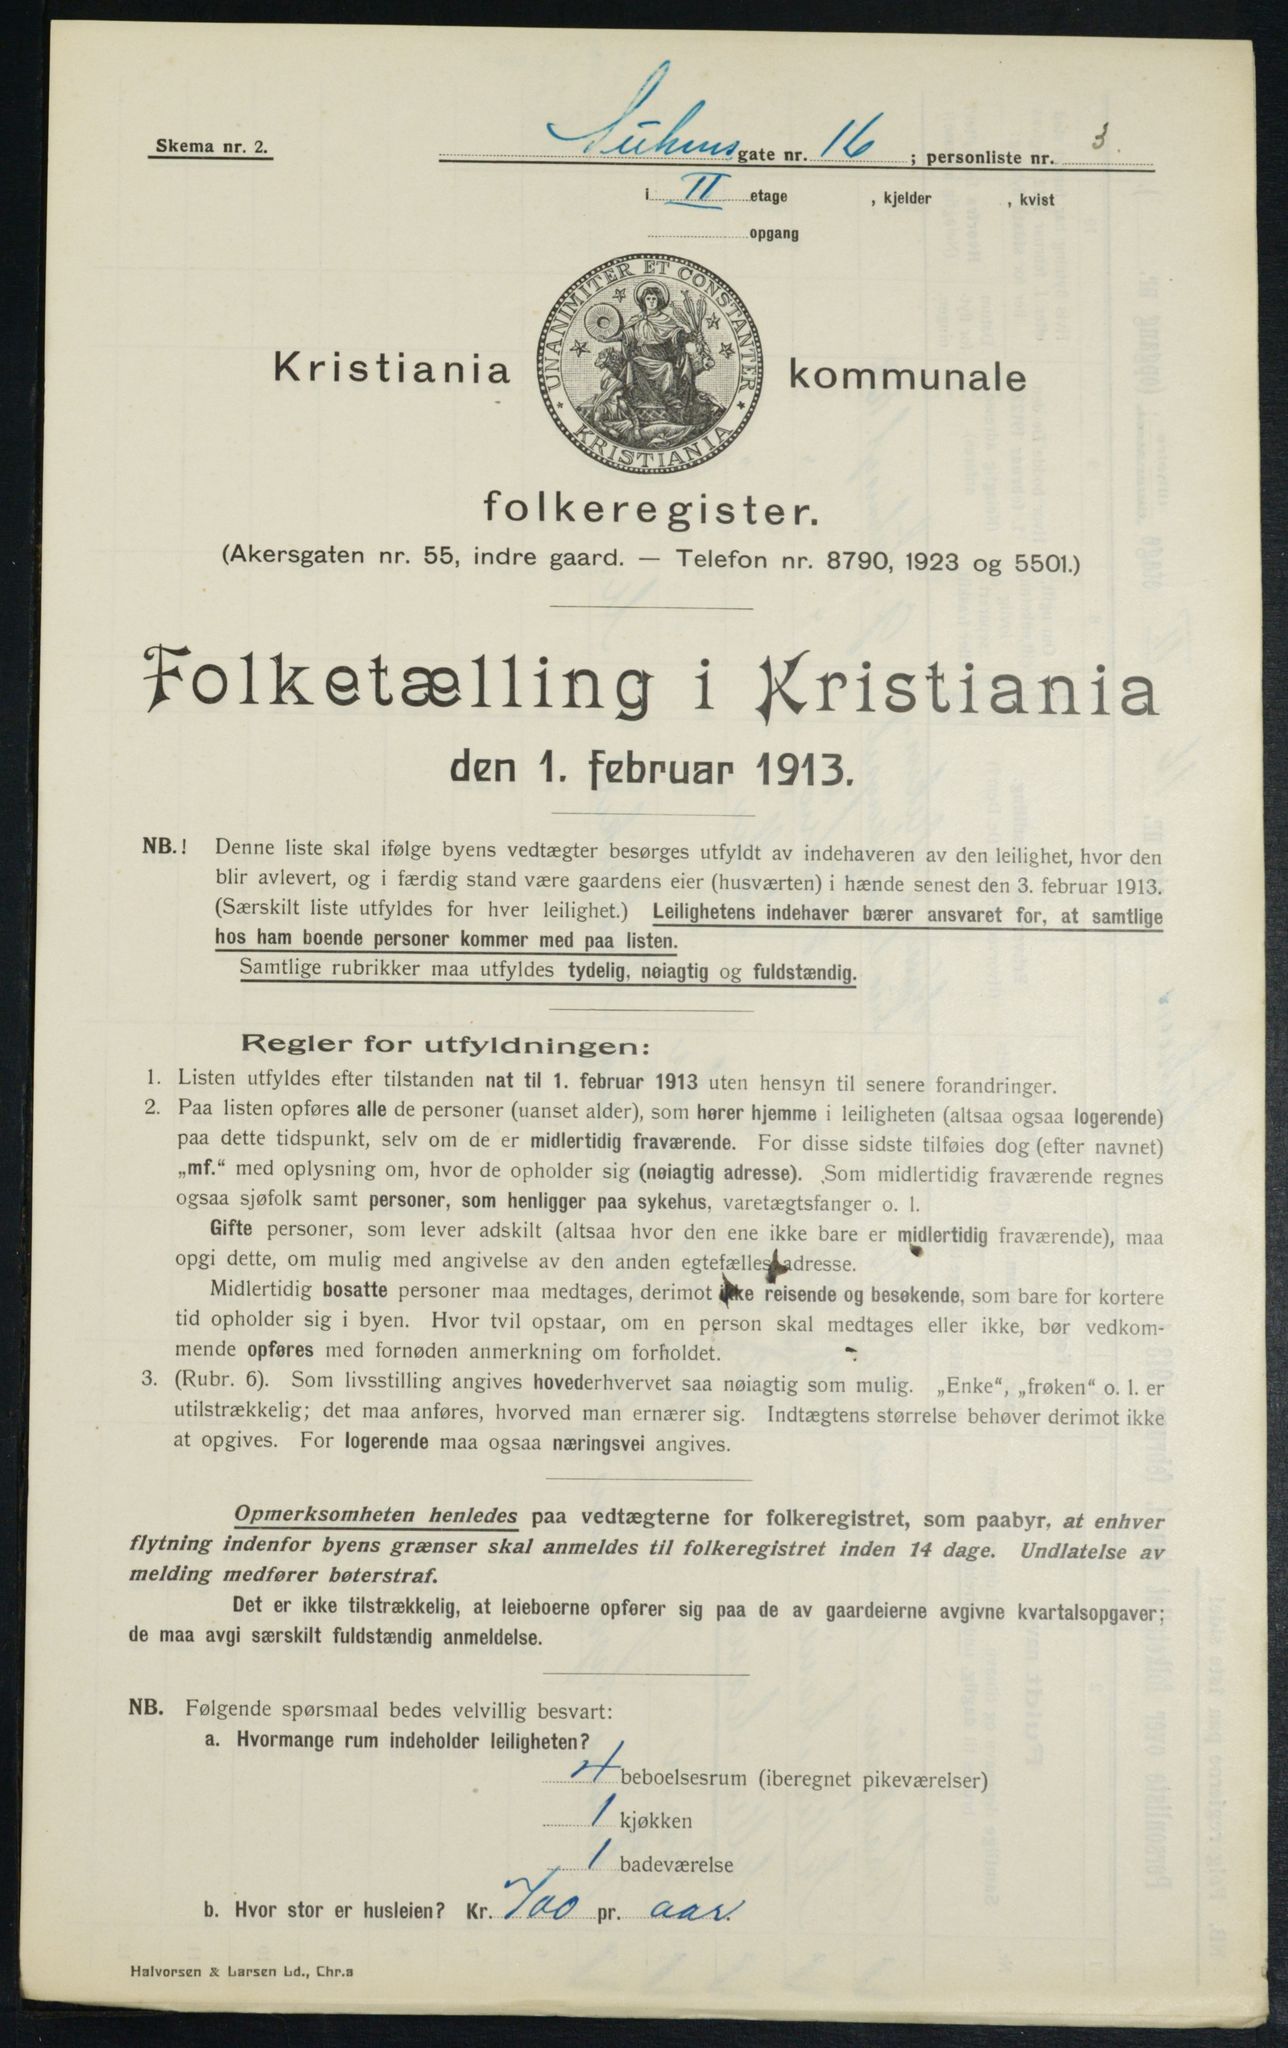 Skema nr. 2.
Suhms gate nr. 16 ; personliste nr. 3.
i II etage , kjelder , kvist
opgang
UNANIMITER ET CONSTANTER
KRISTIANIA
Kristiania kommunale
folkeregister.
(Akersgaten nr. 55, indre gaard. — Telefon nr. 8790, 1923 og 5501.)
Folketælling i Kristiania
den 1. februar 1913.
NB.! Denne liste skal ifølge byens vedtægter besørges utfyldt av indehaveren av den leilighet, hvor den
blir avlevert, og i færdig stand være gaardens eier (husværten) i hænde senest den 3. februar 1913.
(Særskilt liste utfyldes for hver leilighet.) Leilighetens indehaver bærer ansvaret for, at samtlige
hos ham boende personer kommer med paa listen.
Samtlige rubrikker maa utfyldes tydelig, nøiagtig og fuldstændig.
Regler for utfyldningen:
1. Listen utfyldes efter tilstanden nat til 1. februar 1913 uten hensyn til senere forandringer.
2. Paa listen opføres alle de personer (uanset alder), som hører hjemme i leiligheten (altsaa ogsaa logerende)
paa dette tidspunkt, selv om de er midlertidig fraværende. For disse sidste tilføies dog (efter navnet)
„mf.“ med oplysning om, hvor de opholder sig (nøiagtig adresse). Som midlertidig fraværende regnes
ogsaa sjøfolk samt personer, som henligger paa sykehus, varetægtsfanger o. l.
Gifte personer, som lever adskilt (altsaa hvor den ene ikke bare er midlertidig fraværende), maa
opgi dette, om mulig med angivelse av den anden egtefælles adresse.
Midlertidig bosatte personer maa medtages, derimot ikke reisende og besøkende, som bare for kortere
tid opholder sig i byen. Hvor tvil opstaar, om en person skal medtages eller ikke, bør vedkom-
mende opføres med fornøden anmerkning om forholdet.
3. (Rubr. 6). Som livsstilling angives hovederhvervet saa nøiagtig som mulig. „Enke“, „frøken“ o. l. er
utilstrækkelig; det maa anføres, hvorved man ernærer sig. Indtægtens størrelse behøver derimot ikke
at opgives. For logerende maa ogsaa næringsvei angives.
Opmerksomheten henledes paa vedtægterne for folkeregistret, som paabyr, at enhver
flytning indenfor byens grænser skal anmeldes til folkeregistret inden 14 dage. Undlatelse av
melding medfører bøterstraf.
Det er ikke tilstrækkelig, at leieboerne opfører sig paa de av gaardeierne avgivne kvartalsopgaver;
de maa avgi særskilt fuldstændig anmeldelse.
NB. Følgende spørsmaal bedes velvillig besvart:
a. Hvormange rum indeholder leiligheten?
4 beboelsesrum (iberegnet pikeværelser)
1 kjøkken
1 badeværelse
b. Hvor stor er husleien? Kr. 700 pr. aar.
Halvorsen & Larsen Ld., Chr.a